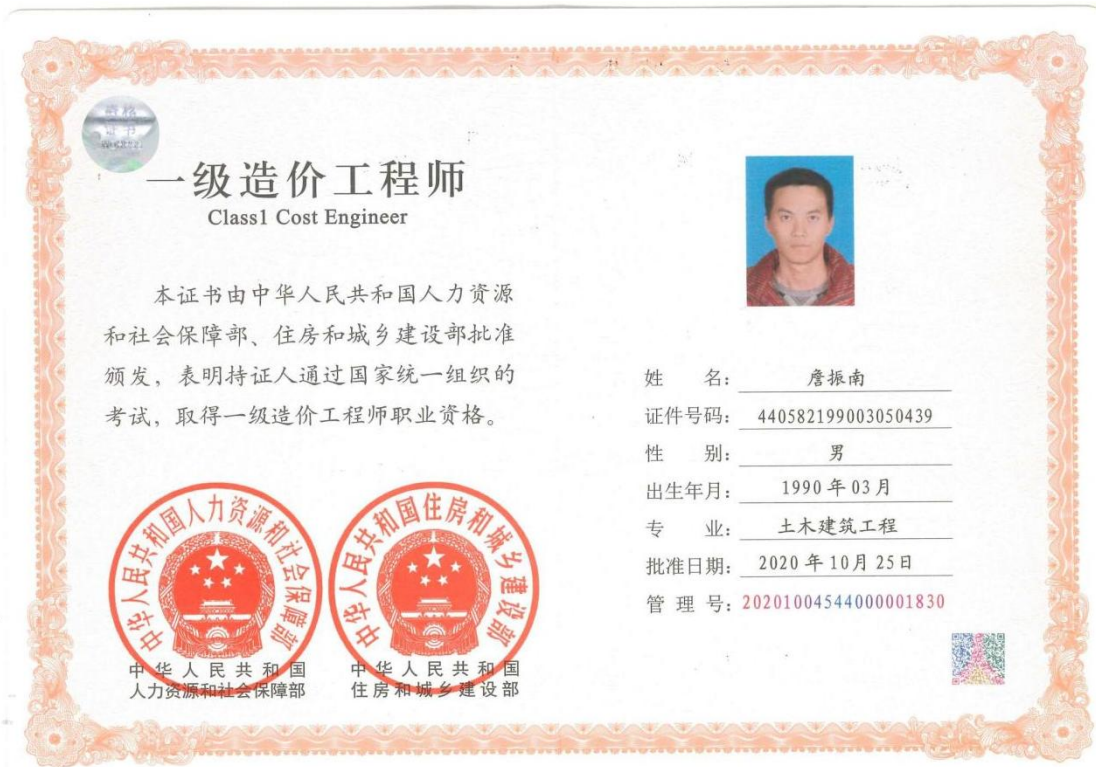 一级造价工程师
Class1 Cost Engineer
本证书由中华人民共和国人力资源
和社会保障部、住房和城乡建设部批准
颁发，表明持证人通过国家统一组织的
考试，取得一级造价工程师职业资格。
中华人民共和国人力资源和社会保障部
中华人民共和国住房和城乡建设部
中华人民共和国
人力资源和社会保障部
中华人民共和国
住房和城乡建设部
姓 名： 詹振南
证件号码： 440582199003050439
性 别： 男
出生年月： 1990年03月
专 业： 土木建筑工程
批准日期： 2020年10月25日
管 理 号：20201004544000001830